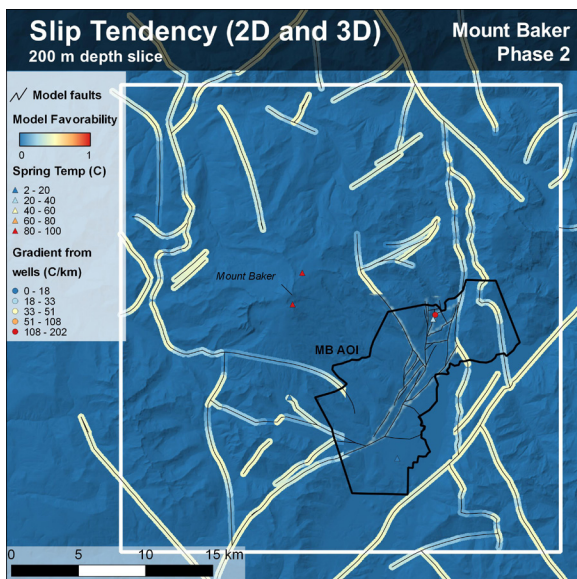 Slip Tendency (2D and 3D)
200 m depth slice
Mount Baker
Phase 2
Model faults
Model Favorability
0 1
Spring Temp (C)
2 - 20
20 - 40
40 - 60
60 - 80
80 - 100
Gradient from
wells (C/km)
0 - 18
18 - 33
33 - 51
51 - 108
108 - 202
Mount Baker
MB AOI
0 5 10 15 km